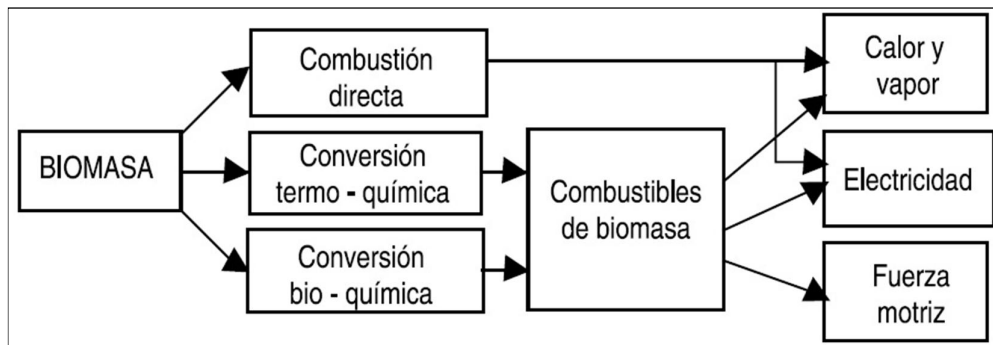 BIOMASA
Combustión
directa
Conversión
termo - química
Conversión
bio - química
Combustibles
de biomasa
Calor y
vapor
Electricidad
Fuerza
motriz